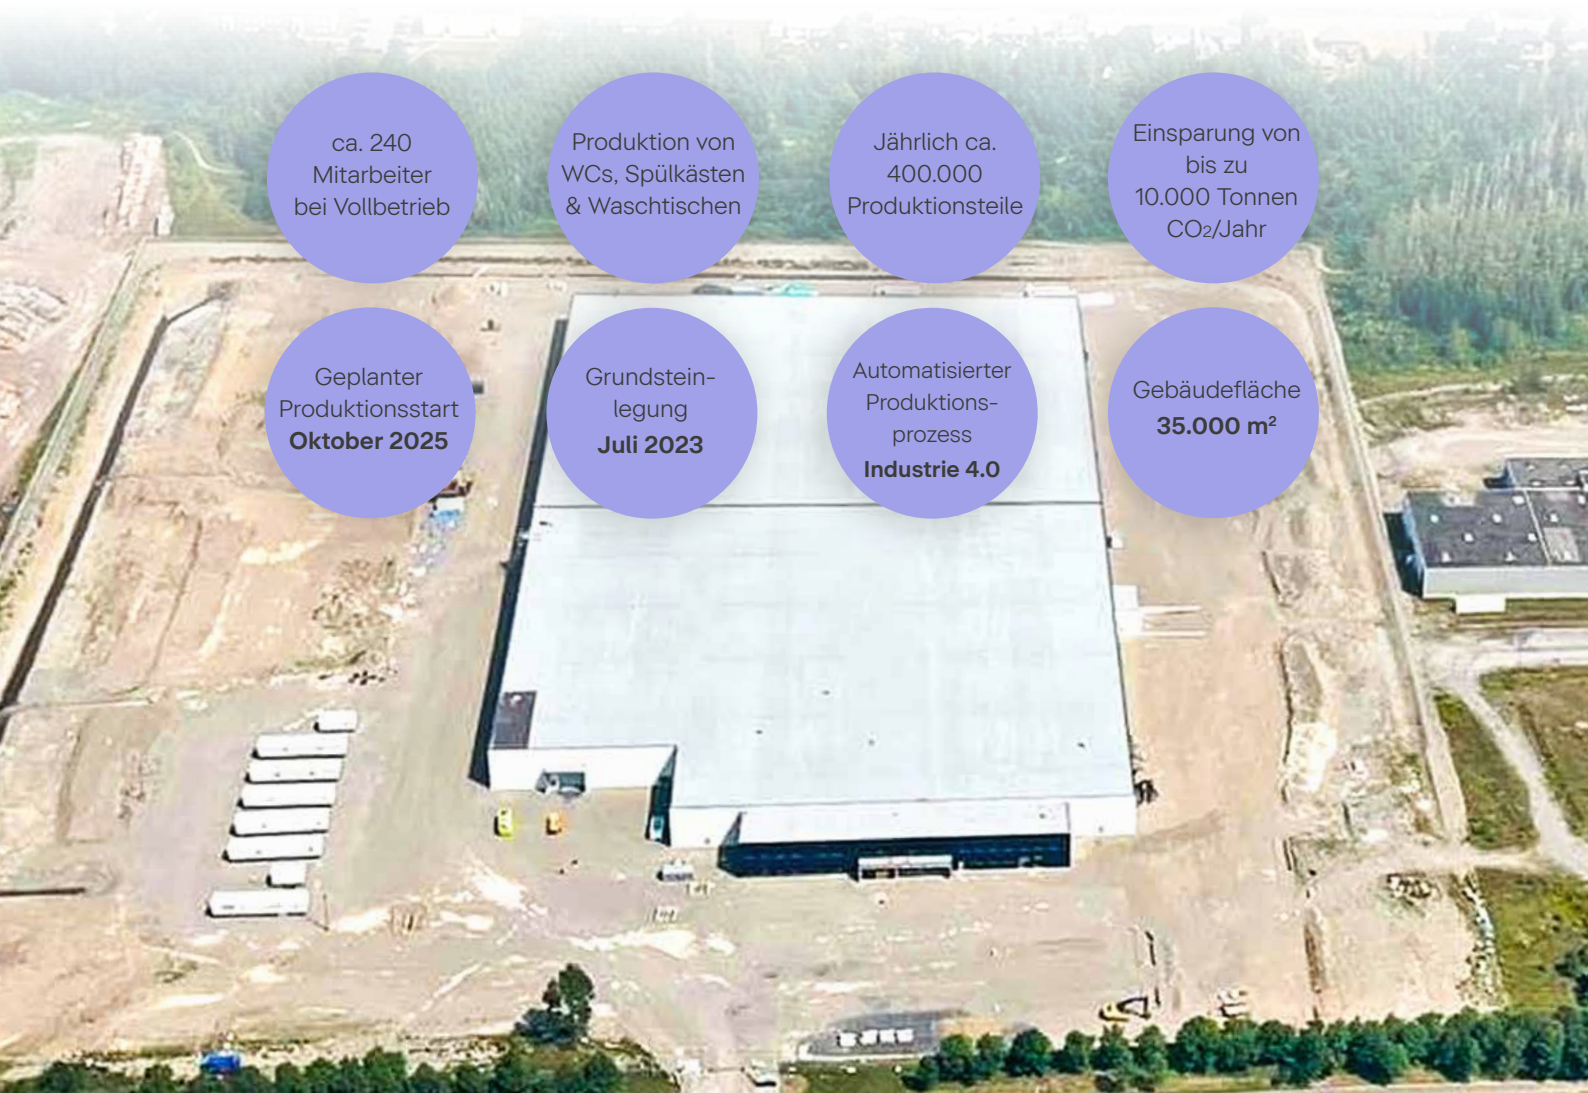 ca. 240
Mitarbeiter
bei Vollbetrieb
Produktion von
WCs, Spülkästen
& Waschtischen
Jährlich ca.
400.000
Produktionsteile
Einsparung von
bis zu
10.000 Tonnen
CO₂/Jahr
Geplanter
Produktionsstart
Oktober 2025
Grundstein-
legung
Juli 2023
Automatisierter
Produktions-
prozess
Industrie 4.0
Gebäudefläche
35.000 m²